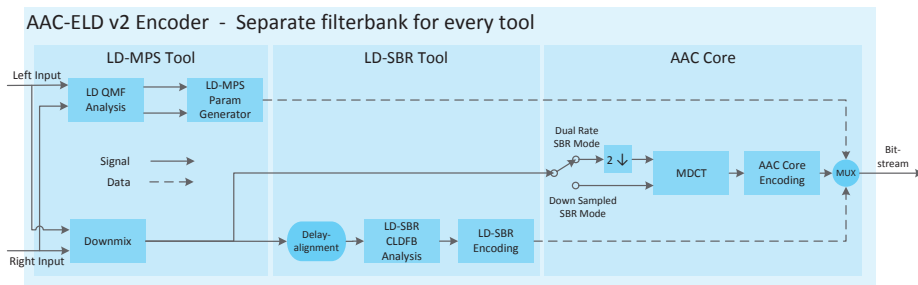 AAC-ELD v2 Encoder  -  Separate filterbank for every tool
LD-MPS Tool
LD-SBR Tool
AAC Core
Left Input
LD QMF
Analysis
LD-MPS
Param
Generator
Signal
Data
Downmix
Right Input
Delay-
alignment
LD-SBR
CLDFB
Analysis
LD-SBR
Encoding
Dual Rate
SBR Mode
2 ↓
Down Sampled
SBR Mode
MDCT
AAC Core
Encoding
MUX
Bit-
stream